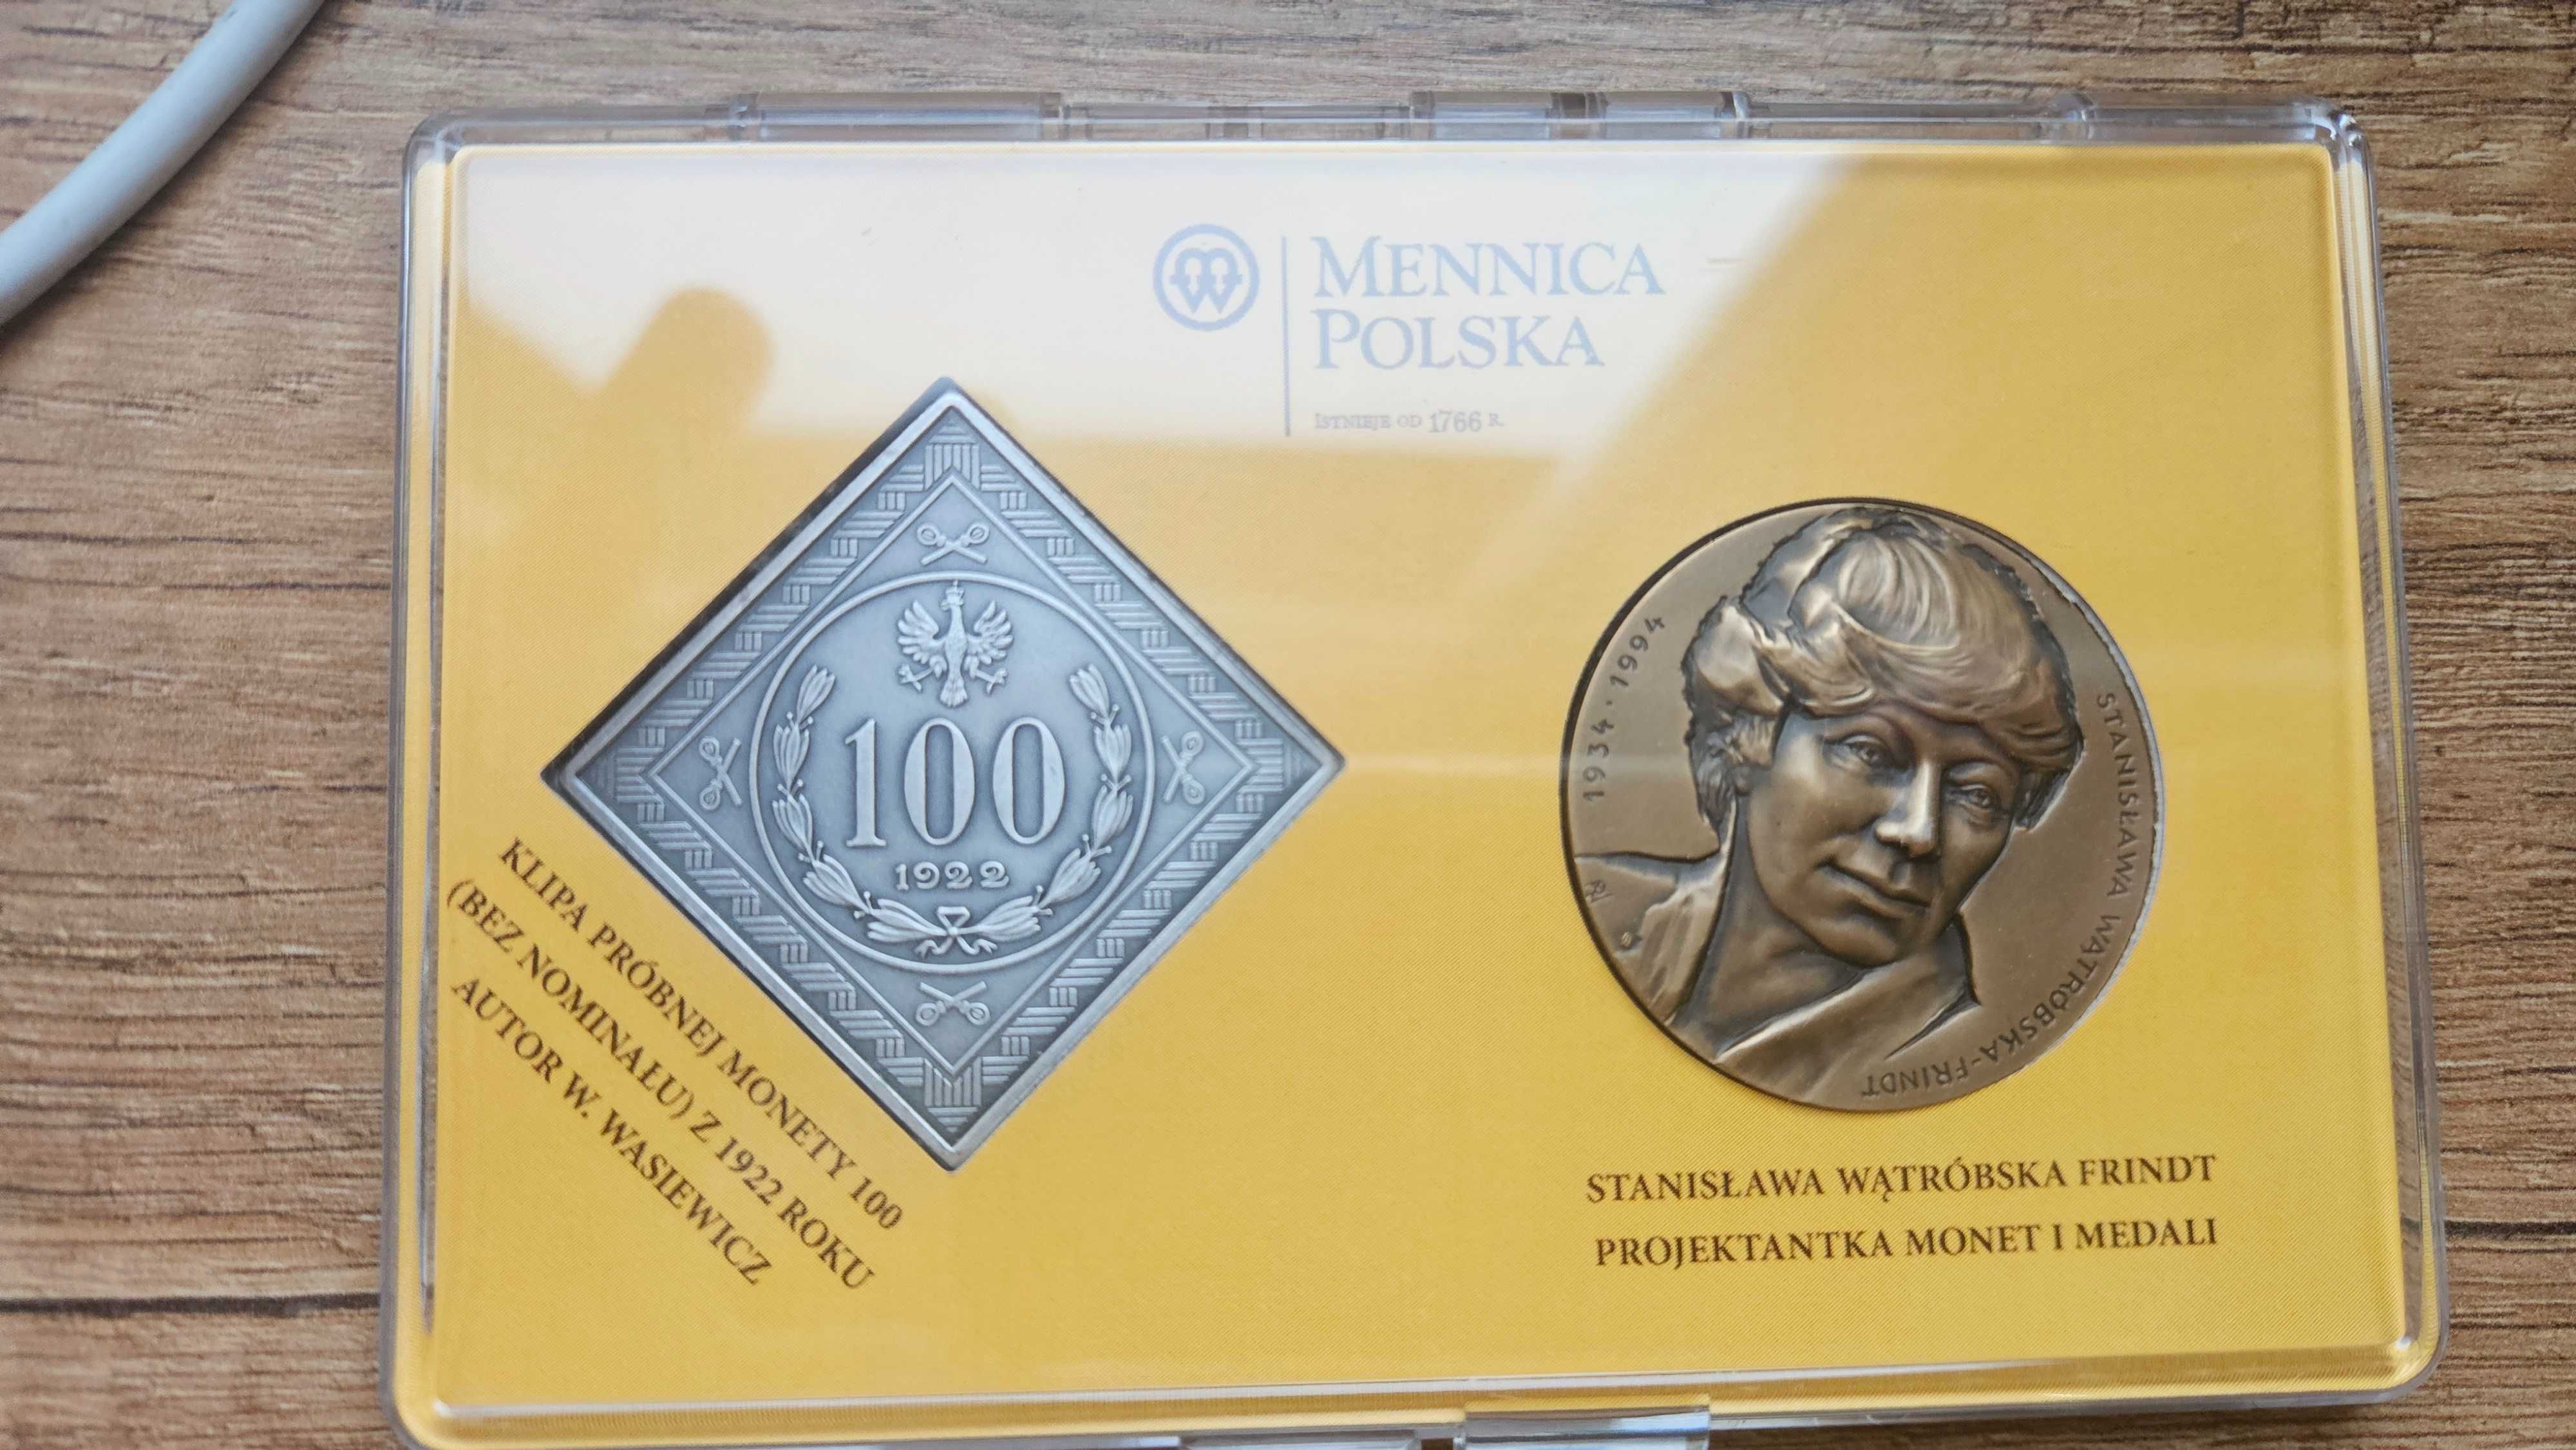 MENNICA
POLSKA
ISTNIEJE OD 1766 R.
100
1922
KLIPA PRÓBNEJ MONETY 100
(BEZ NOMINAŁU) Z 1922 ROKU
AUTOR W. WASIEWICZ
1934 · 1994
STANISŁAWA WĄTRÓBSKA-FRINDT
STANISŁAWA WĄTRÓBSKA FRINDT
PROJEKTANTKA MONET I MEDALI